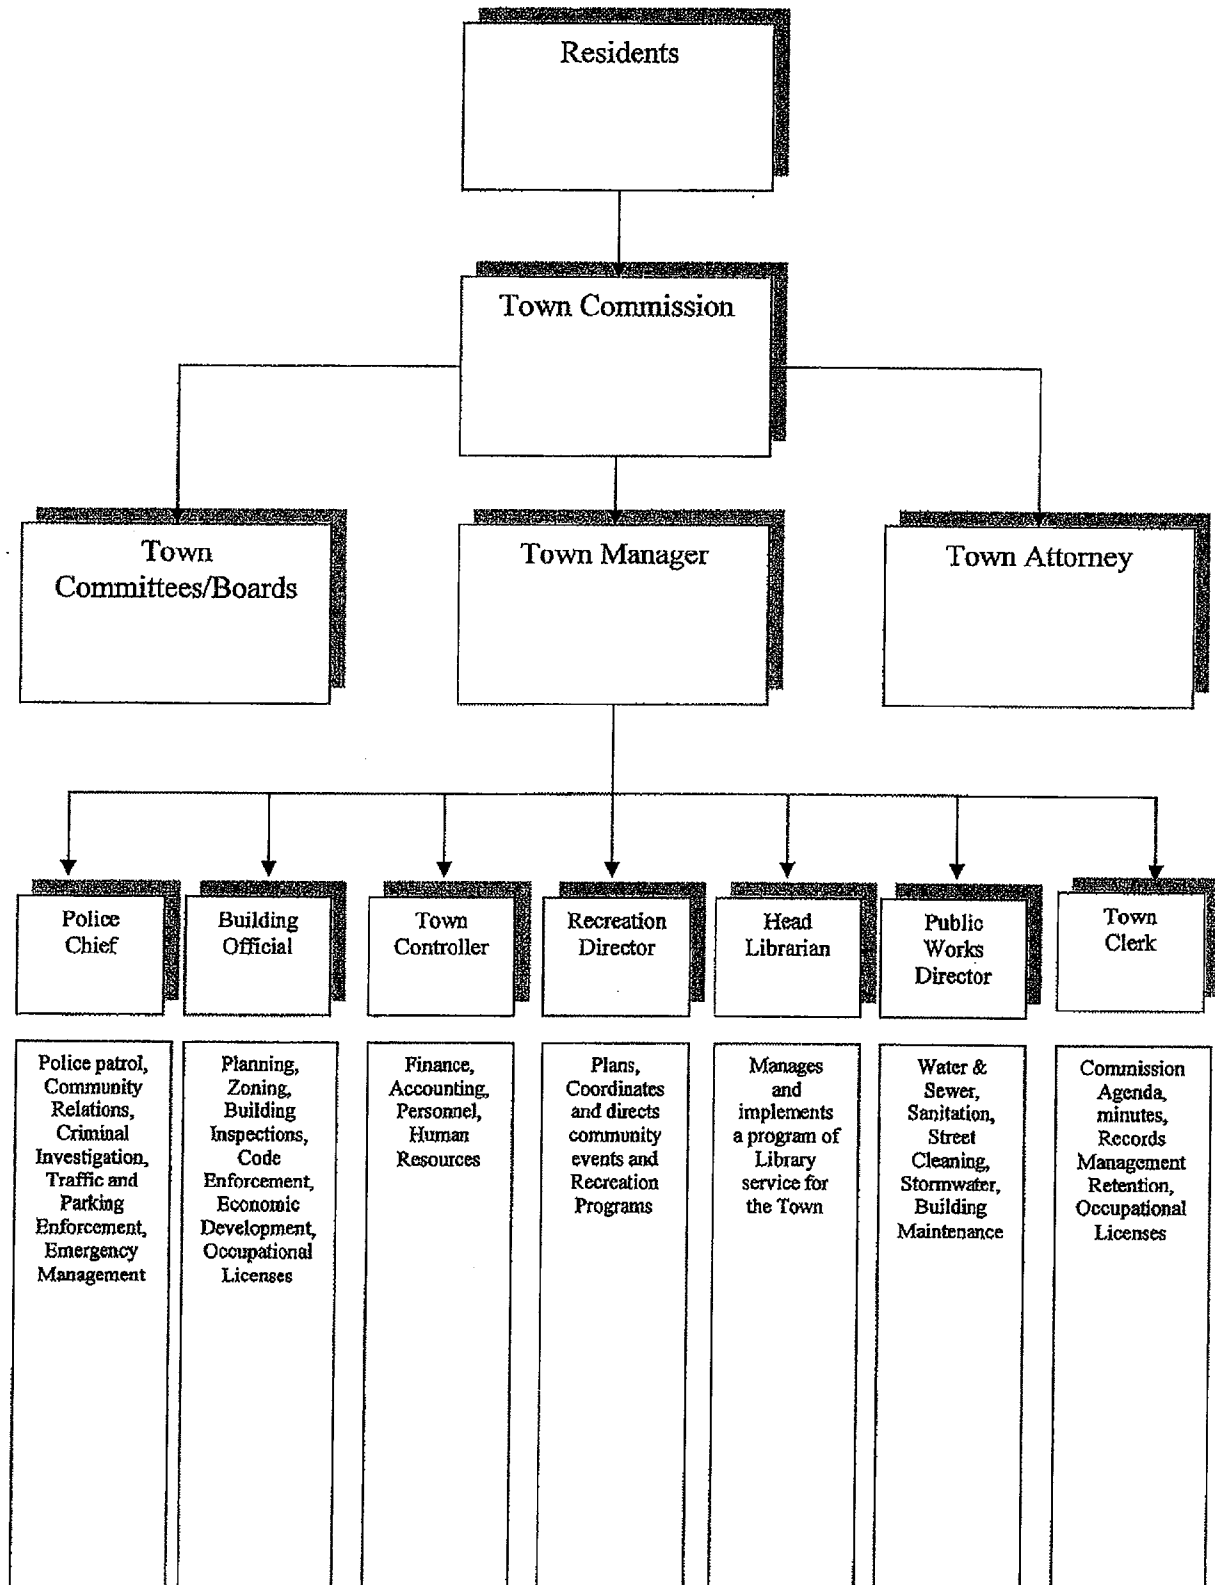 Residents
Town Commission
Town
Committees/Boards
Town Manager
Town Attorney
Police
Chief
Building
Official
Town
Controller
Recreation
Director
Head
Librarian
Public
Works
Director
Town
Clerk
Police patrol,
Community
Relations,
Criminal
Investigation,
Traffic and
Parking
Enforcement,
Emergency
Management
Planning,
Zoning,
Building
Inspections,
Code
Enforcement,
Economic
Development,
Occupational
Licenses
Finance,
Accounting,
Personnel,
Human
Resources
Plans,
Coordinates
and directs
community
events and
Recreation
Programs
Manages
and
implements
a program of
Library
service for
the Town
Water &
Sewer,
Sanitation,
Street
Cleaning,
Stormwater,
Building
Maintenance
Commission
Agenda,
minutes,
Records
Management
Retention,
Occupational
Licenses